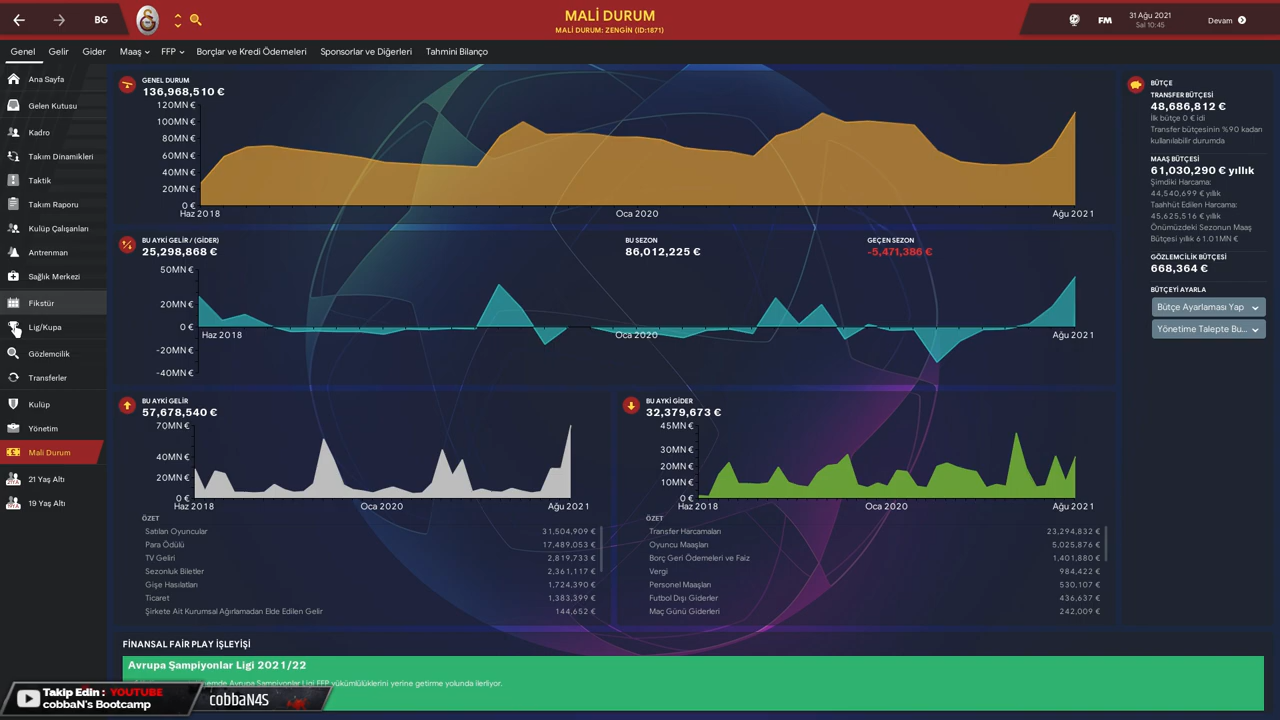 BG
MALİ DURUM
MALİ DURUM: ZENGİN (ID:1871)
FM
31 Ağu 2021
Sal 10:45
Devam
Genel
Gelir
Gider
Maaş
FFP
Borçlar ve Kredi Ödemeleri
Sponsorlar ve Diğerleri
Tahmini Bilanço
Ana Sayfa
Gelen Kutusu
Kadro
Takım Dinamikleri
Taktik
Takım Raporu
Kulüp Çalışanları
Antrenman
Sağlık Merkezi
Fikstür
Lig/Kupa
Gözlemcilik
Transferler
Kulüp
Yönetim
Mali Durum
21 Yaş Altı
19 Yaş Altı
GENEL DURUM
136,968,510 €
120MN €
100MN €
80MN €
60MN €
40MN €
20MN €
0 €
Haz 2018
Oca 2020
Ağu 2021
BU AYKİ GELİR / (GİDER)
25,298,868 €
BU SEZON
86,012,225 €
GEÇEN SEZON
-5,471,386 €
50MN €
20MN €
0 €
-20MN €
-40MN €
Haz 2018
Oca 2020
Ağu 2021
BU AYKİ GELİR
57,678,540 €
70MN €
40MN €
20MN €
0 €
Haz 2018
Oca 2020
Ağu 2021
ÖZET
Satılan Oyuncular 31,504,909 €
Para Ödülü 17,489,053 €
TV Geliri 2,819,733 €
Sezonluk Biletler 2,361,117 €
Gişe Hasılatları 1,724,390 €
Ticaret 1,383,399 €
Şirkete Ait Kurumsal Ağırlamadan Elde Edilen Gelir 144,652 €
BU AYKİ GİDER
32,379,673 €
45MN €
30MN €
20MN €
10MN €
0 €
Haz 2018
Oca 2020
Ağu 2021
ÖZET
Transfer Harcamaları 23,294,832 €
Oyuncu Maaşları 5,025,876 €
Borç Geri Ödemeleri ve Faiz 1,401,880 €
Vergi 984,422 €
Personel Maaşları 530,107 €
Futbol Dışı Giderler 436,637 €
Maç Günü Giderleri 242,009 €
BÜTÇE
TRANSFER BÜTÇESİ
48,686,812 €
İlk bütçe 0 € idi
Transfer bütçesinin %90 kadarı
kullanılabilir durumda
MAAŞ BÜTÇESİ
61,030,290 € yıllık
Şimdiki Harcama:
44,540,699 € yıllık
Taahhüt Edilen Harcama:
45,625,516 € yıllık
Önümüzdeki Sezonun Maaş
Bütçesi yıllık 61.01MN €
GÖZLEMCİLİK BÜTÇESİ
668,364 €
BÜTÇEYİ AYARLA
Bütçe Ayarlaması Yap
Yönetime Talepte Bu...
FİNANSAL FAİR PLAY İŞLEYİŞİ
Avrupa Şampiyonlar Ligi 2021/22
Avrupa Şampiyonlar Ligi FFP yükümlülüklerini yerine getirme yolunda ilerliyor.
Takip Edin : YOUTUBE
cobbaN's Bootcamp
cobbaN4S